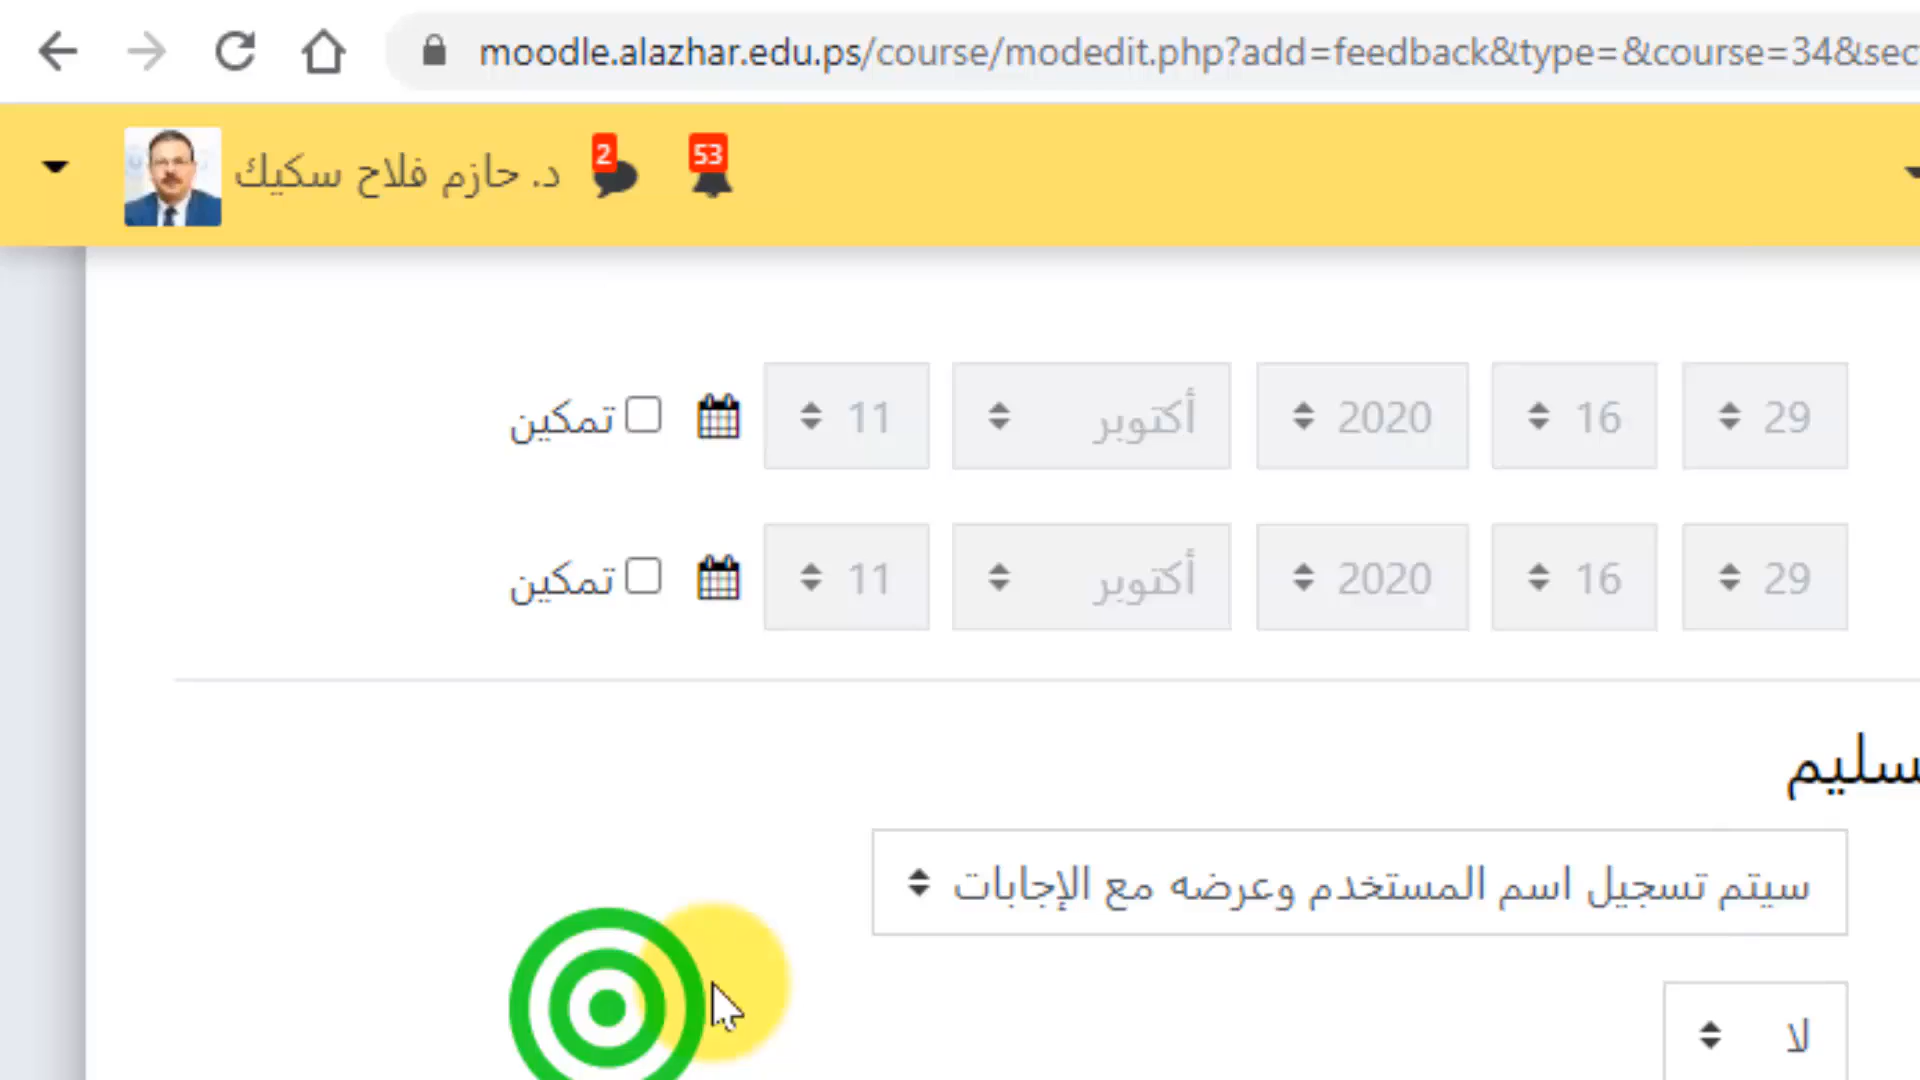 moodle.alazhar.edu.ps/course/modedit.php?add=feedback&type=&course=34&sec
د. حازم فلاح سكيك 2 53
29 16 2020 أكتوبر 11 تمكين
29 16 2020 أكتوبر 11 تمكين
سليم
سيتم تسجيل اسم المستخدم وعرضه مع الإجابات
لا